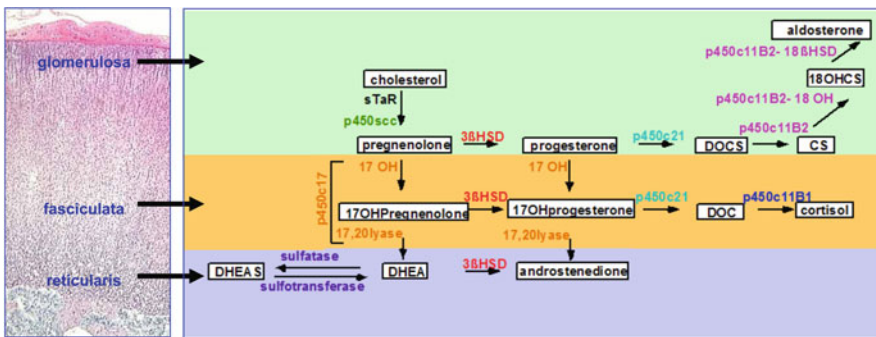 glomerulosa
fasciculata
reticularis
aldosterone
p450c11B2- 18ßHSD
cholesterol
18OHCS
sTaR
p450c11B2- 18 OH
p450scc
3ßHSD
p450c21
p450c11B2
pregnenolone
progesterone
DOCS
CS
17 OH
17 OH
p450c17
3ßHSD
p450c21
p450c11B1
17OHPregnenolone
17OHprogesterone
DOC
cortisol
17,20lyase
17,20lyase
sulfatase
DHEAS
DHEA
3ßHSD
androstenedione
sulfotransferase